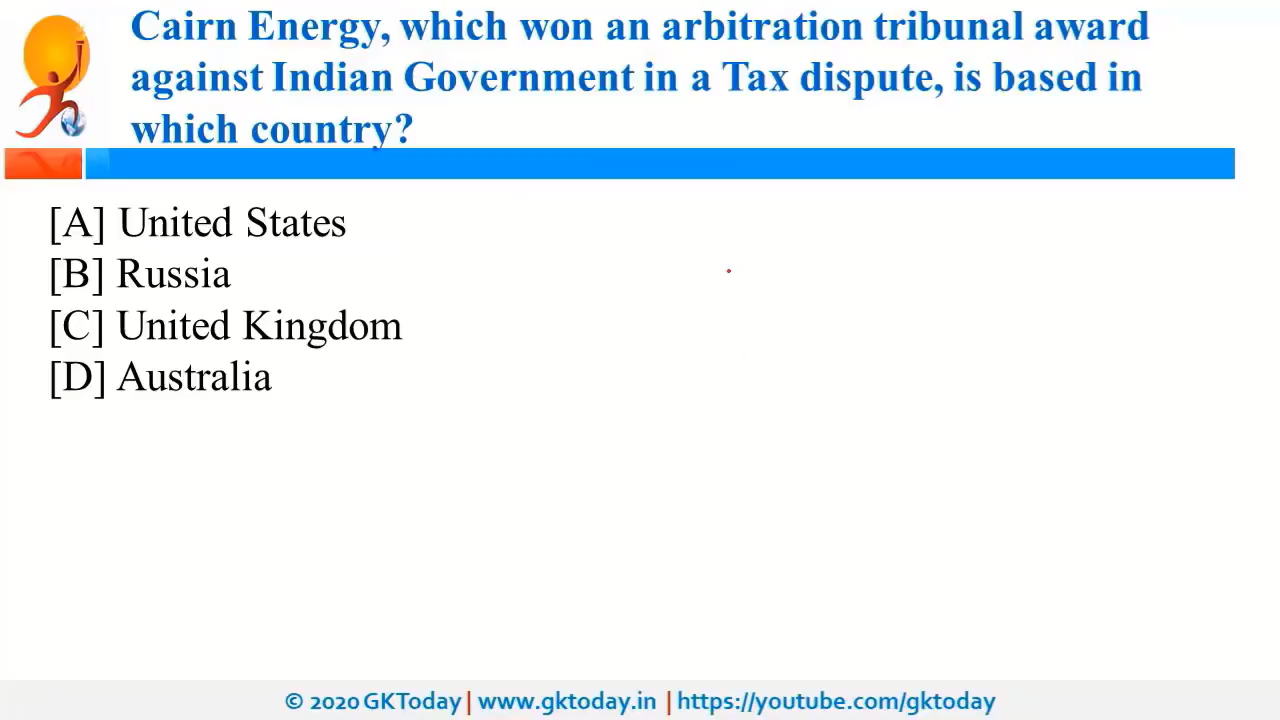 Cairn Energy, which won an arbitration tribunal award
against Indian Government in a Tax dispute, is based in
which country?
[A] United States
[B] Russia
[C] United Kingdom
[D] Australia
© 2020 GKToday | www.gktoday.in | https://youtube.com/gktoday